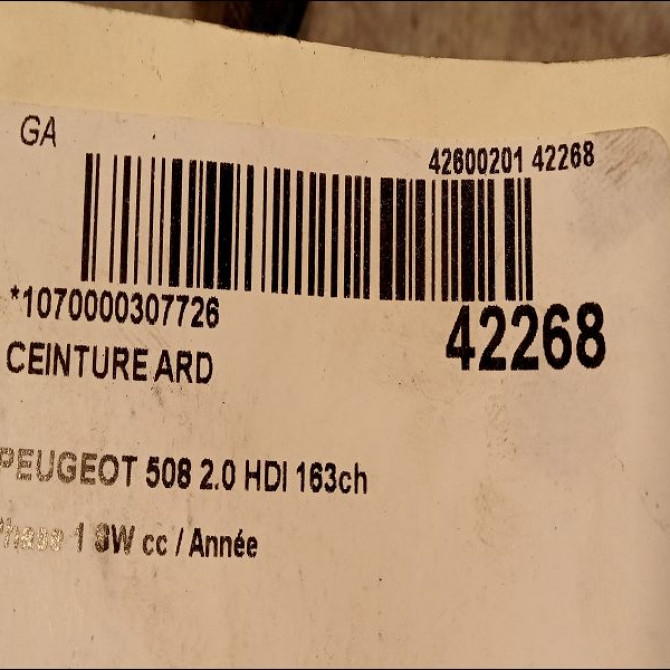 GA
42600201 42268
*1070000307726
42268
CEINTURE ARD
PEUGEOT 508 2.0 HDI 163ch
Phase 1 SW cc / Année